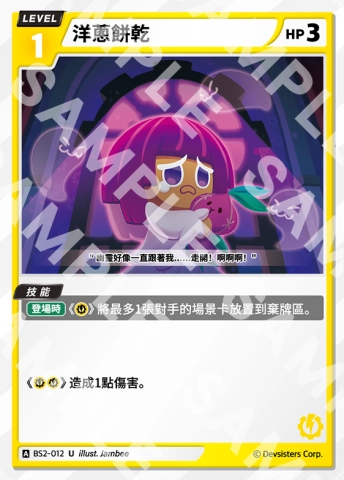 LEVEL
1
洋蔥餅乾
HP 3
"幽靈好像一直跟著我......走開！啊啊啊！"
技能
登場時 《》將最多1張對手的場景卡放置到棄牌區。
《》造成1點傷害。
A BS2-012 U illust. Jambee
© Devsisters Corp.
SAMPLE